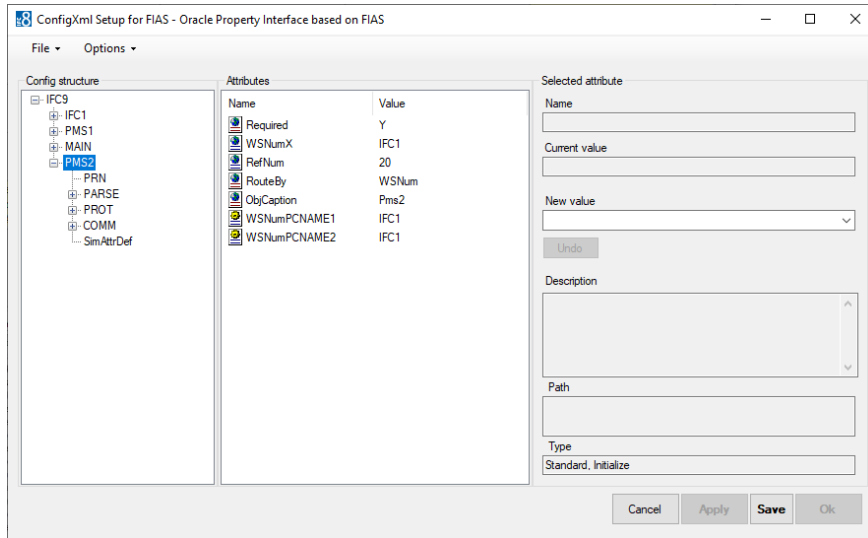 ConfigXml Setup for FIAS - Oracle Property Interface based on FIAS
File Options
Config structure
IFC9
IFC1
PMS1
MAIN
PMS2
PRN
PARSE
PROT
COMM
SimAttrDef
Attributes
Name Value
Required Y
WSNumX IFC1
RefNum 20
RouteBy WSNum
ObjCaption Pms2
WSNumPCNAME1 IFC1
WSNumPCNAME2 IFC1
Selected attribute
Name
Current value
New value
Undo
Description
Path
Type
Standard, Initialize
Cancel Apply Save Ok